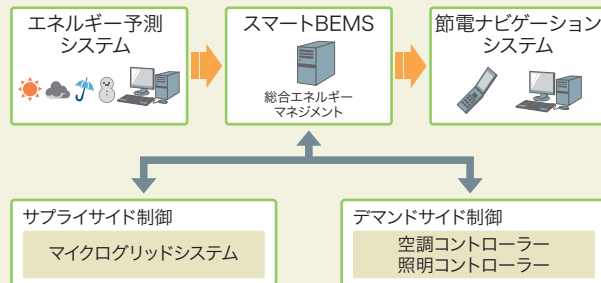 エネルギー予測
システム
スマートBEMS
総合エネルギー
マネジメント
節電ナビゲーション
システム
サプライサイド制御
マイクログリッドシステム
デマンドサイド制御
空調コントローラー
照明コントローラー